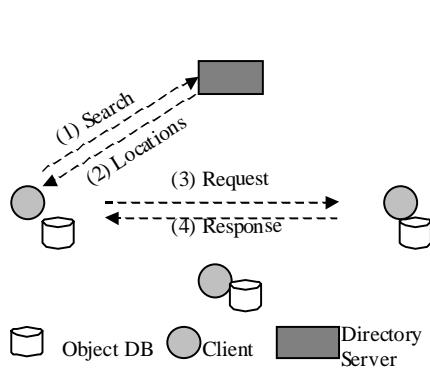 (1) Search
(2) Locations
(3) Request
(4) Response
Object DB
Client
Directory
Server